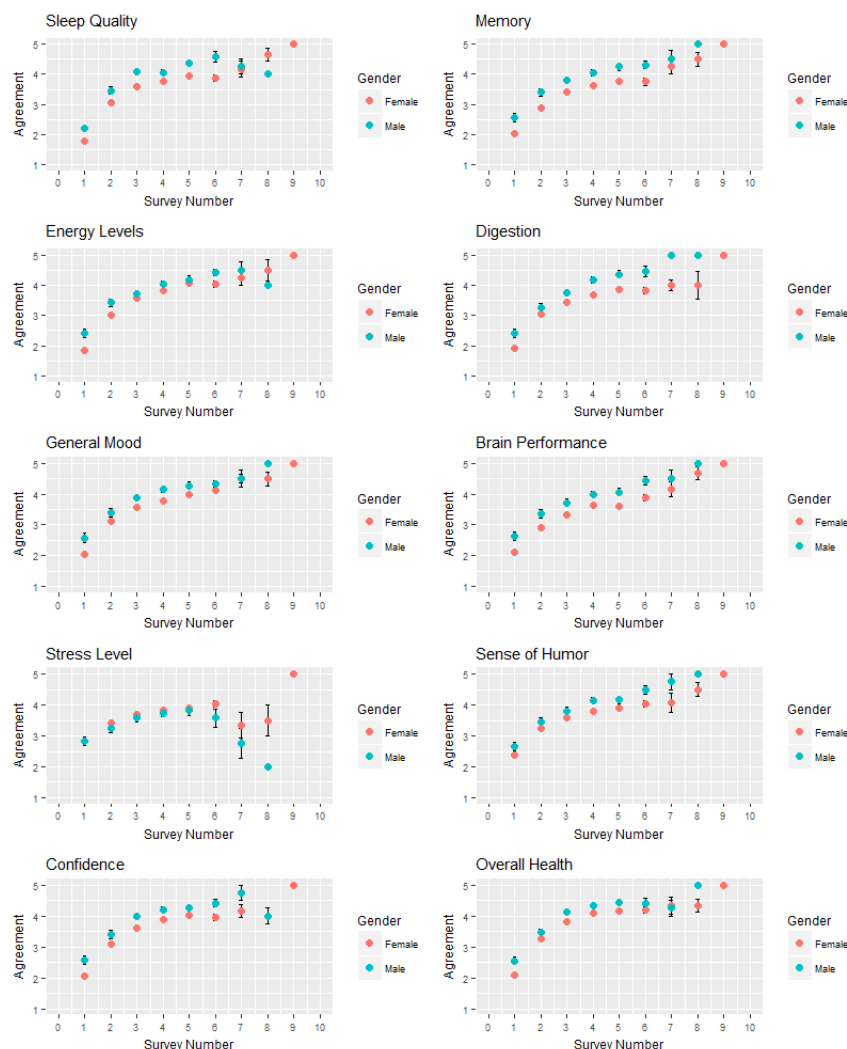 Sleep Quality
Agreement
5
4
3
2
1
0 1 2 3 4 5 6 7 8 9 10
Survey Number
Gender
Female
Male
Memory
Agreement
5
4
3
2
1
0 1 2 3 4 5 6 7 8 9 10
Survey Number
Gender
Female
Male
Energy Levels
Agreement
5
4
3
2
1
0 1 2 3 4 5 6 7 8 9 10
Survey Number
Gender
Female
Male
Digestion
Agreement
5
4
3
2
1
0 1 2 3 4 5 6 7 8 9 10
Survey Number
Gender
Female
Male
General Mood
Agreement
5
4
3
2
1
0 1 2 3 4 5 6 7 8 9 10
Survey Number
Gender
Female
Male
Brain Performance
Agreement
5
4
3
2
1
0 1 2 3 4 5 6 7 8 9 10
Survey Number
Gender
Female
Male
Stress Level
Agreement
5
4
3
2
1
0 1 2 3 4 5 6 7 8 9 10
Survey Number
Gender
Female
Male
Sense of Humor
Agreement
5
4
3
2
1
0 1 2 3 4 5 6 7 8 9 10
Survey Number
Gender
Female
Male
Confidence
Agreement
5
4
3
2
1
0 1 2 3 4 5 6 7 8 9 10
Survey Number
Gender
Female
Male
Overall Health
Agreement
5
4
3
2
1
0 1 2 3 4 5 6 7 8 9 10
Survey Number
Gender
Female
Male